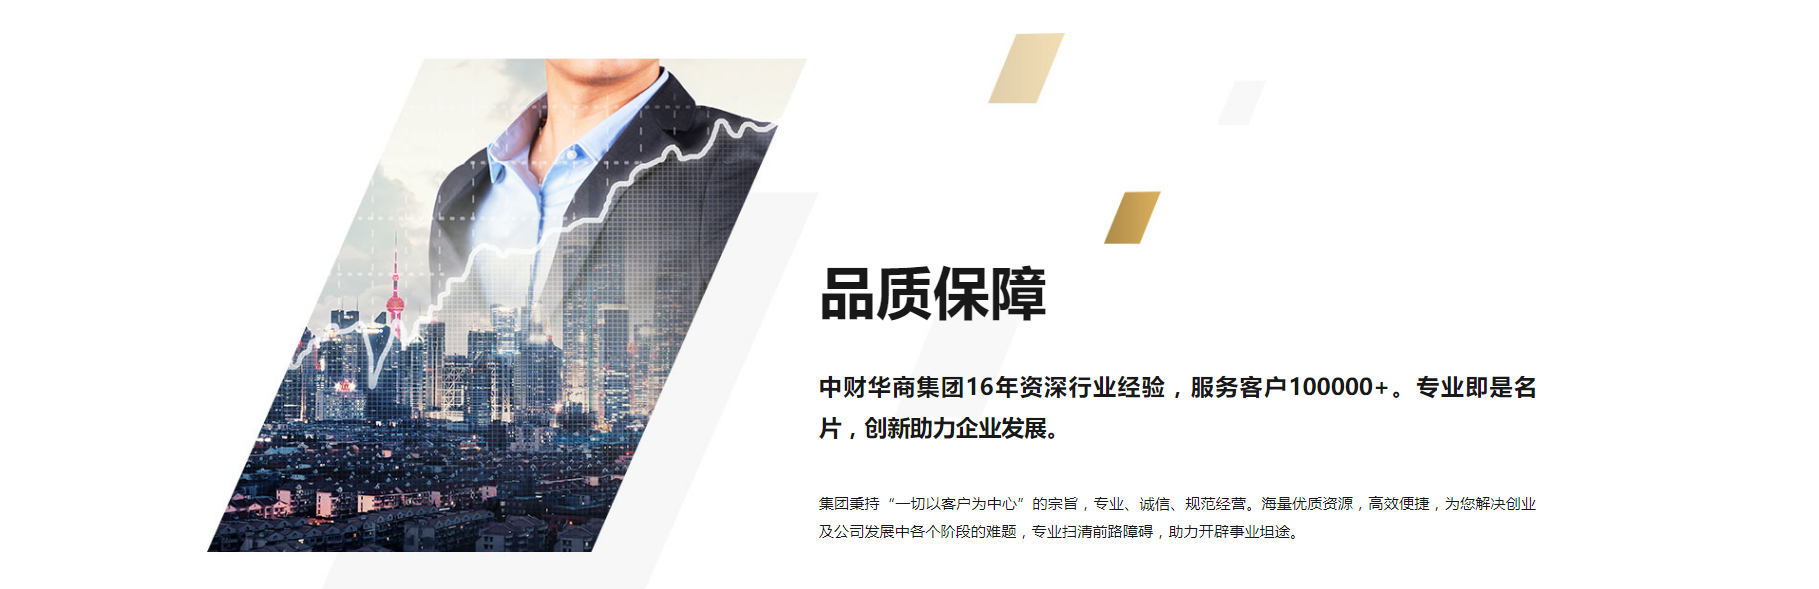 品质保障
中财华商集团16年资深行业经验，服务客户100000+。专业即是名
片，创新助力企业发展。
集团秉持“一切以客户为中心”的宗旨，专业、诚信、规范经营。海量优质资源，高效便捷，为您解决创业
及公司发展中各个阶段的难题，专业扫清前路障碍，助力开辟事业坦途。